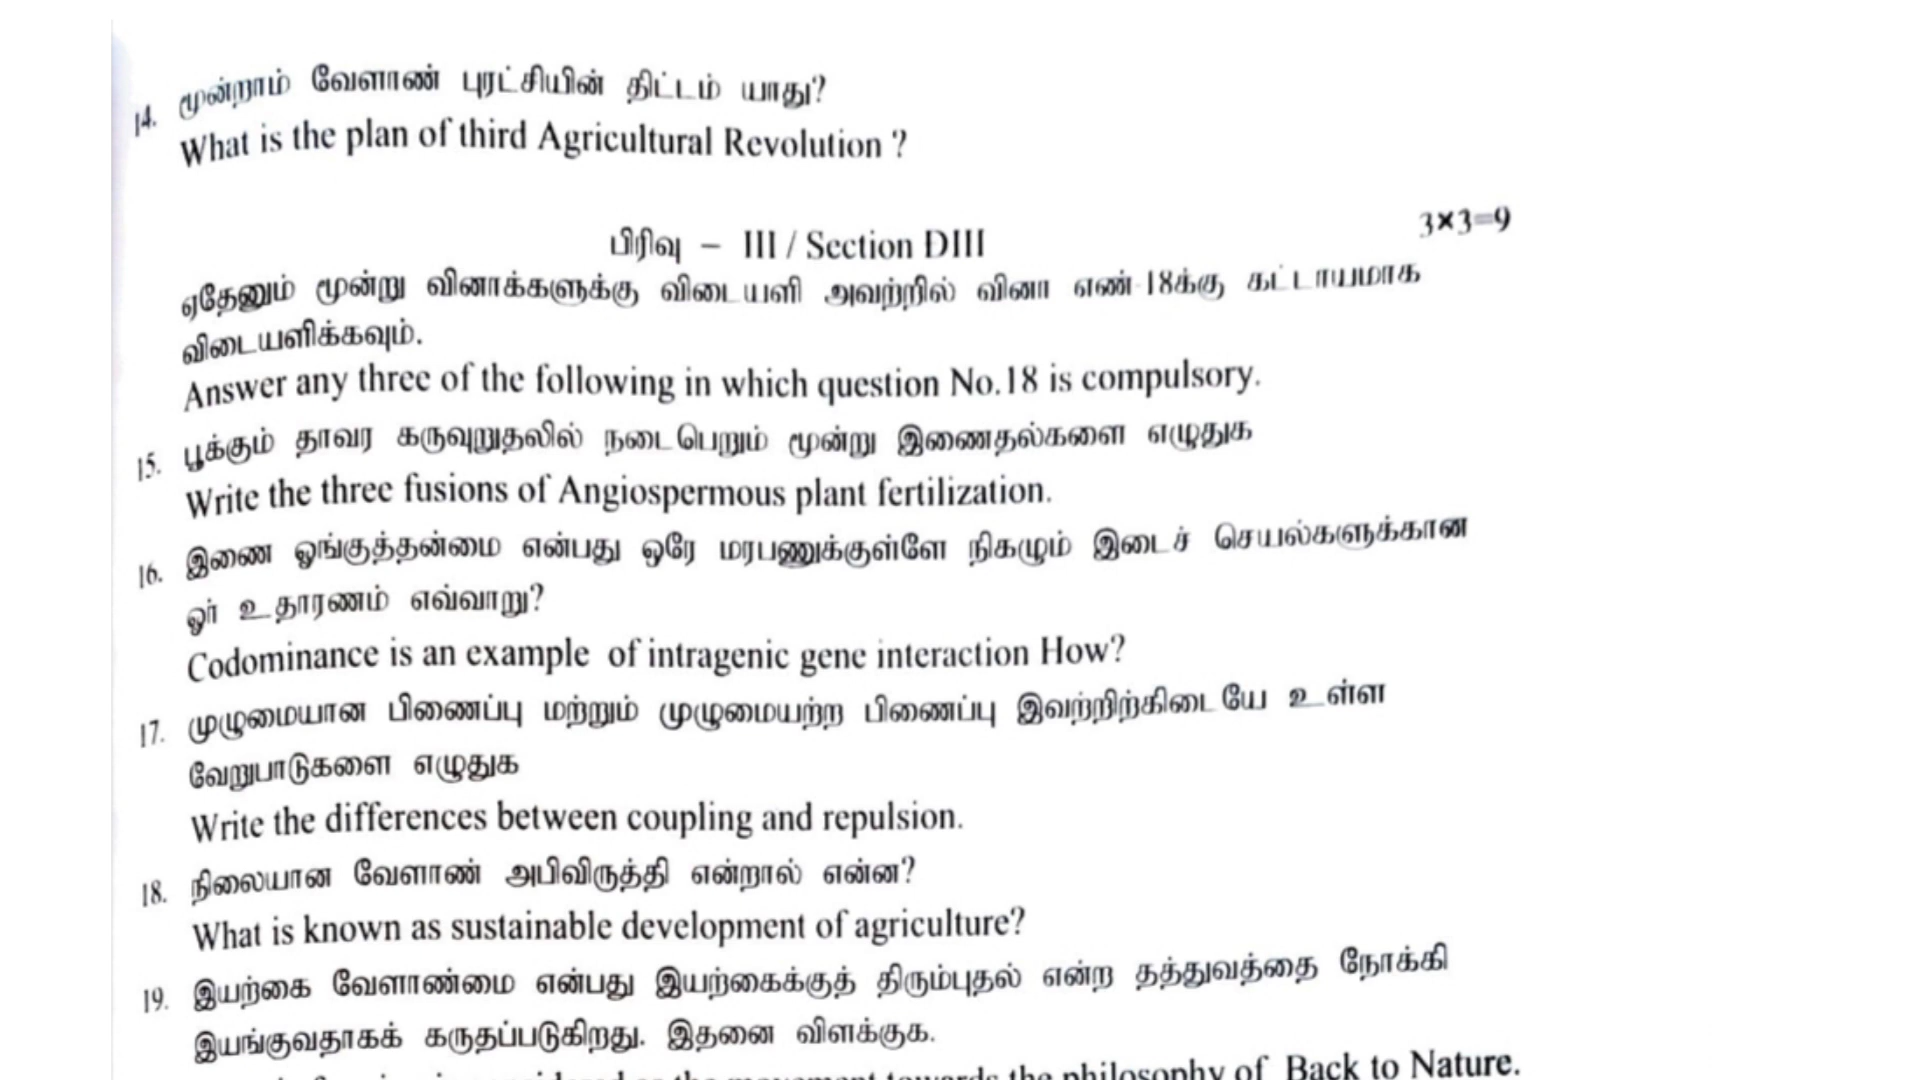 14. மூன்றாம் வேளாண் புரட்சியின் திட்டம் யாது?
What is the plan of third Agricultural Revolution ?
3×3=9
பிரிவு – III / Section ĐIII
ஏதேனும் மூன்று வினாக்களுக்கு விடையளி அவற்றில் வினா எண் 18க்கு கட்டாயமாக
விடையளிக்கவும்.
Answer any three of the following in which question No.18 is compulsory.
15. பூக்கும் தாவர கருவுறுதலில் நடைபெறும் மூன்று இணைதல்களை எழுதுக
Write the three fusions of Angiospermous plant fertilization.
16. இணை ஓங்குத்தன்மை என்பது ஒரே மரபணுக்குள்ளே நிகழும் இடைச் செயல்களுக்கான
ஓர் உதாரணம் எவ்வாறு?
Codominance is an example of intragenic gene interaction How?
17. முழுமையான பிணைப்பு மற்றும் முழுமையற்ற பிணைப்பு இவற்றிற்கிடையே உள்ள
வேறுபாடுகளை எழுதுக
Write the differences between coupling and repulsion.
18. நிலையான வேளாண் அபிவிருத்தி என்றால் என்ன?
What is known as sustainable development of agriculture?
19. இயற்கை வேளாண்மை என்பது இயற்கைக்குத் திரும்புதல் என்ற தத்துவத்தை நோக்கி
இயங்குவதாகக் கருதப்படுகிறது. இதனை விளக்குக.
the movement towards the philosophy of Back to Nature.